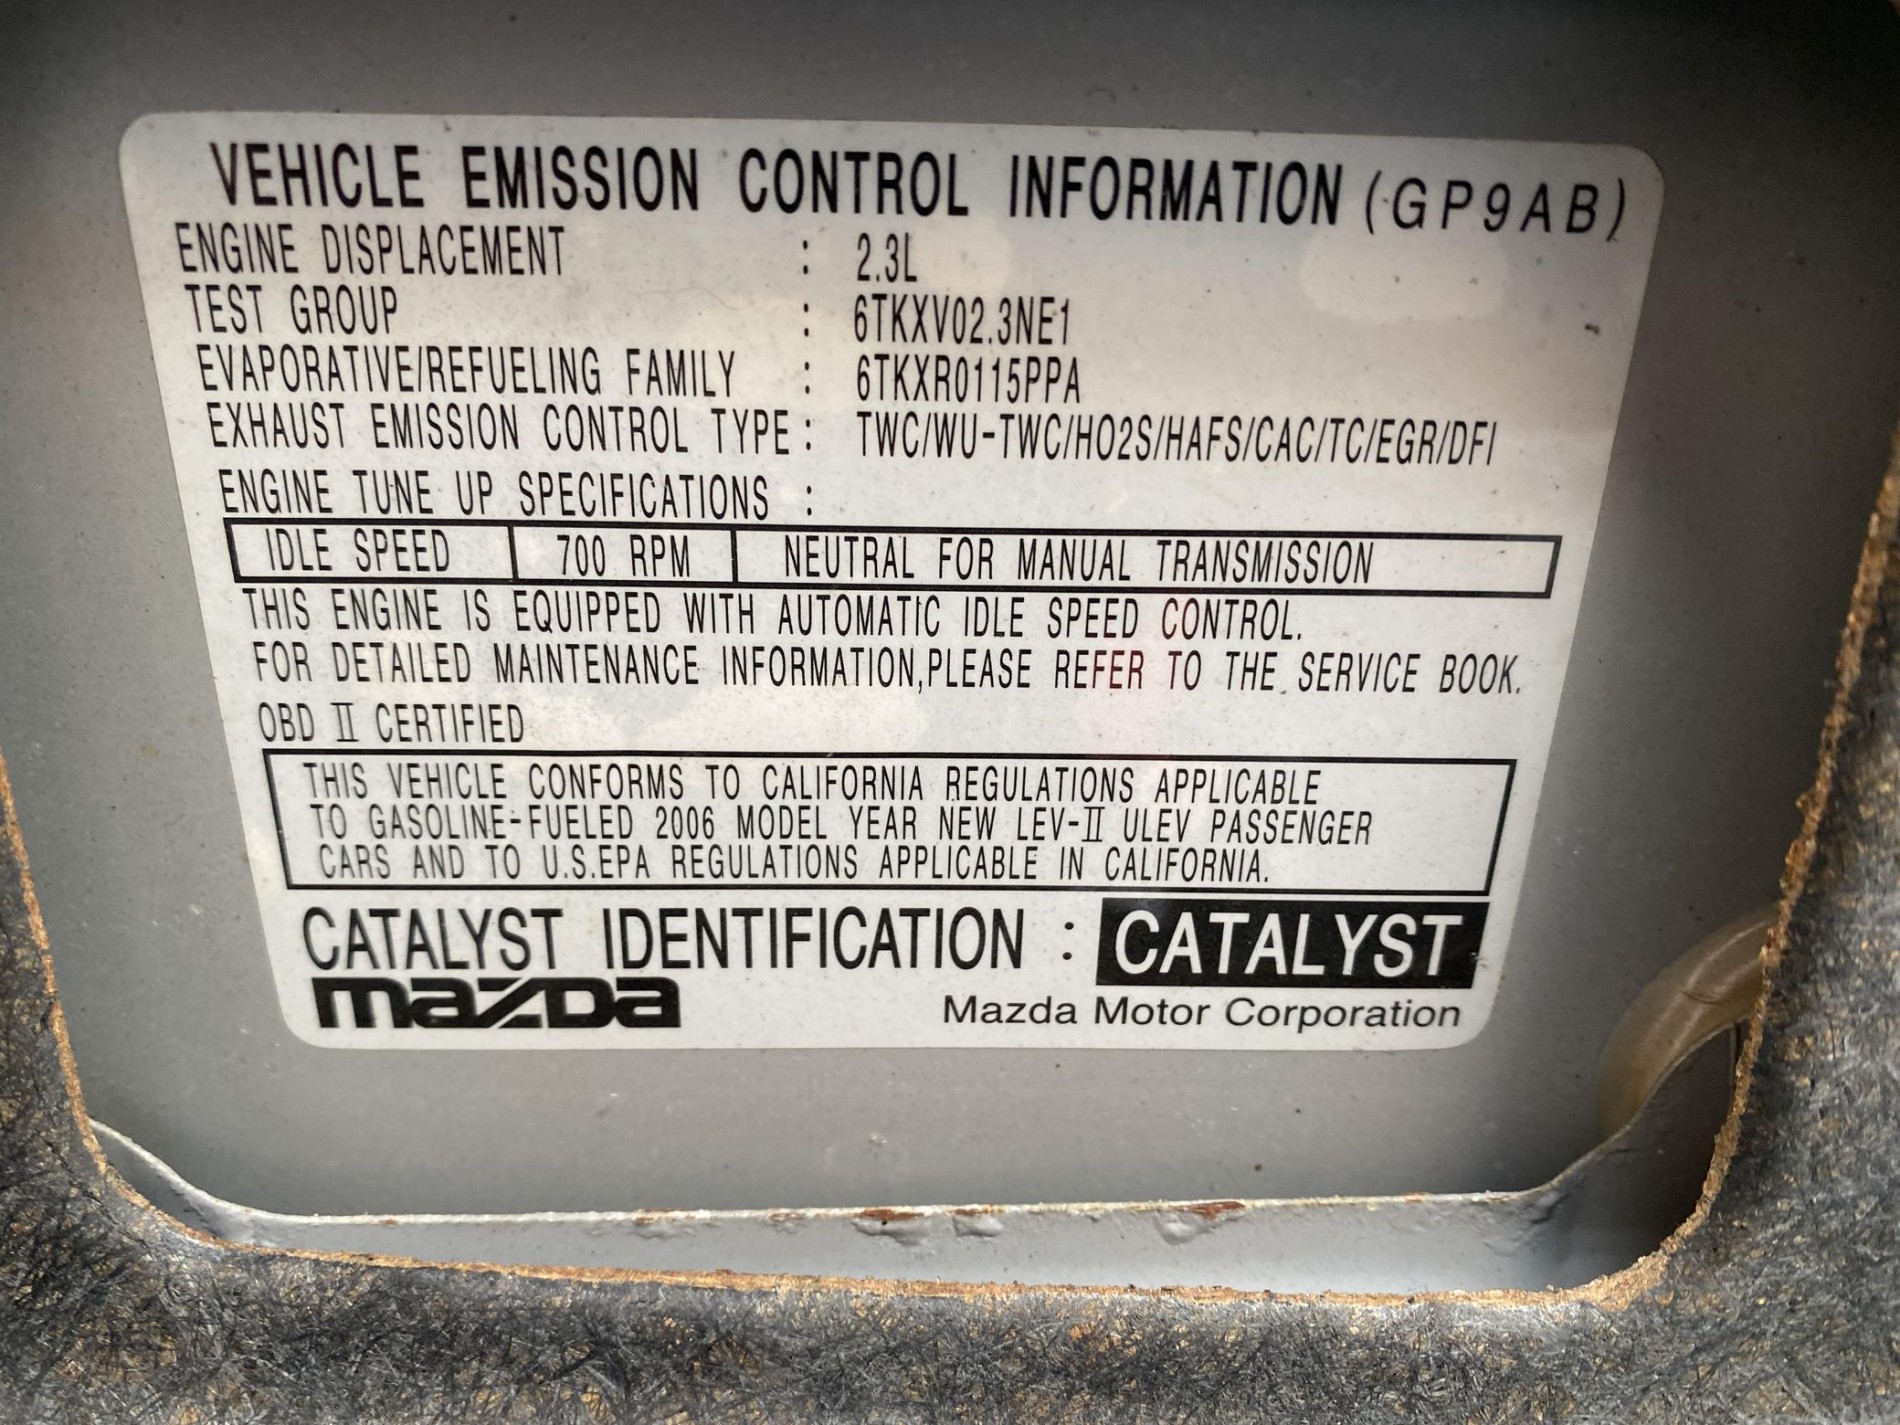 VEHICLE EMISSION CONTROL INFORMATION (GP9AB)
ENGINE DISPLACEMENT : 2.3L
TEST GROUP : 6TKXV02.3NE1
EVAPORATIVE/REFUELING FAMILY : 6TKXR0115PPA
EXHAUST EMISSION CONTROL TYPE : TWC/WU-TWC/HO2S/HAFS/CAC/TC/EGR/DFI
ENGINE TUNE UP SPECIFICATIONS :
IDLE SPEED 700 RPM NEUTRAL FOR MANUAL TRANSMISSION
THIS ENGINE IS EQUIPPED WITH AUTOMATIC IDLE SPEED CONTROL.
FOR DETAILED MAINTENANCE INFORMATION,PLEASE REFER TO THE SERVICE BOOK.
OBD II CERTIFIED
THIS VEHICLE CONFORMS TO CALIFORNIA REGULATIONS APPLICABLE
TO GASOLINE-FUELED 2006 MODEL YEAR NEW LEV-II ULEV PASSENGER
CARS AND TO U.S.EPA REGULATIONS APPLICABLE IN CALIFORNIA.
CATALYST IDENTIFICATION : CATALYST
mazda Mazda Motor Corporation